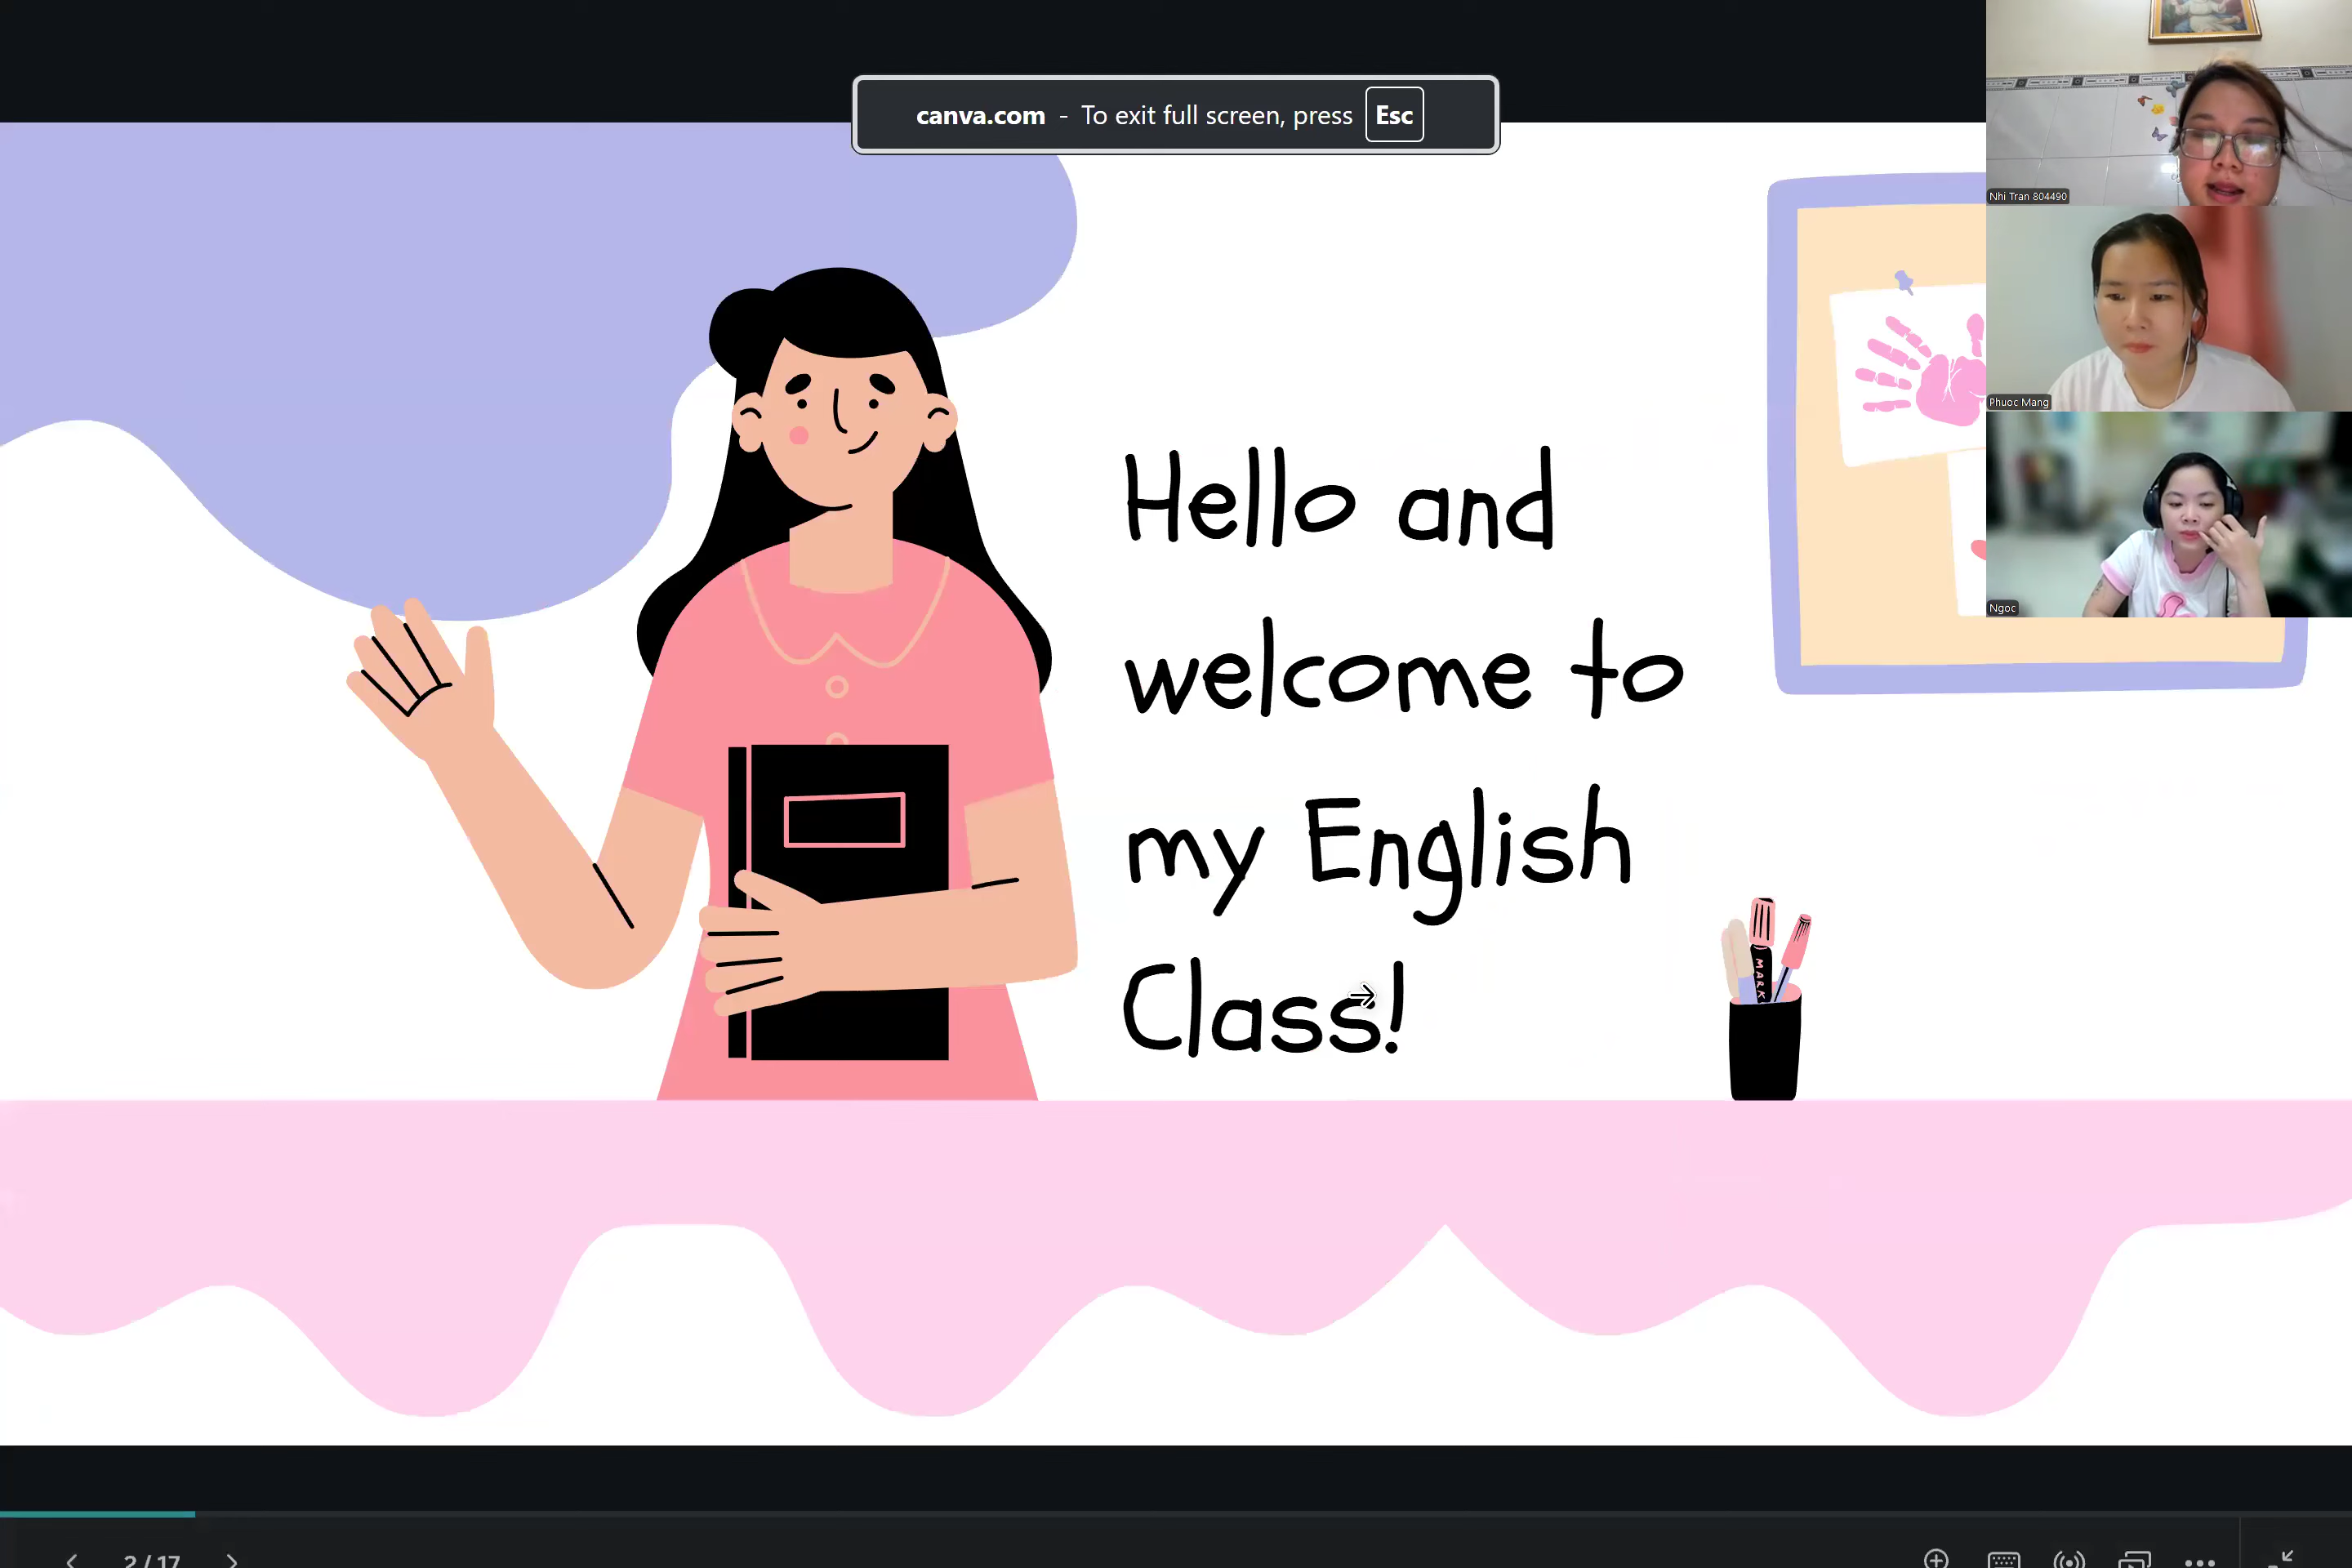 canva.com - To exit full screen, press Esc
Nhi Tran 804490
Phuoc Mang
Ngoc
Hello and
welcome to
my English
Class!
MARK
2 / 17